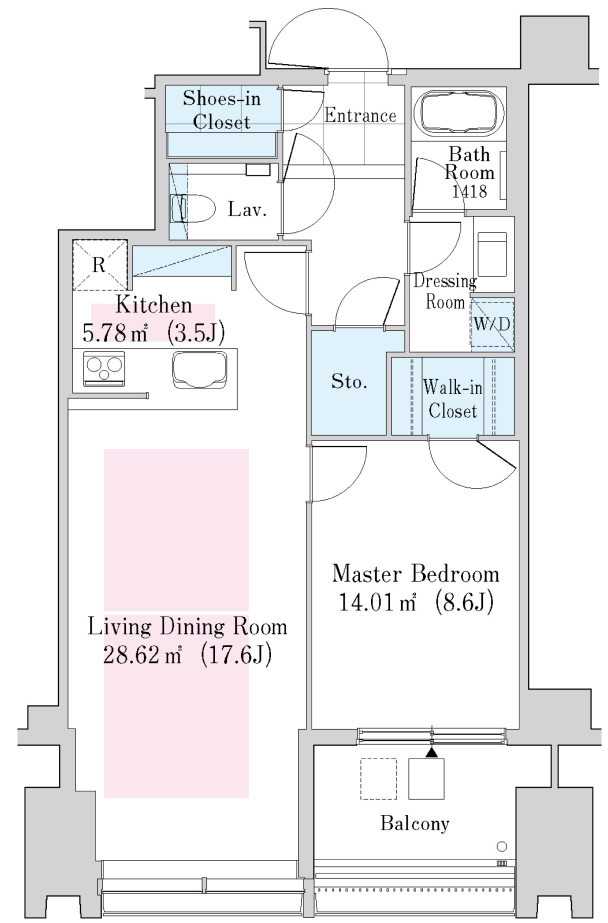 Shoes-in
Closet
Entrance
Bath
Room
1418
Lav.
R
Dressing
Room
Kitchen
5.78㎡ (3.5J)
W/D
Sto.
Walk-in
Closet
Master Bedroom
14.01㎡ (8.6J)
Living Dining Room
28.62㎡ (17.6J)
Balcony